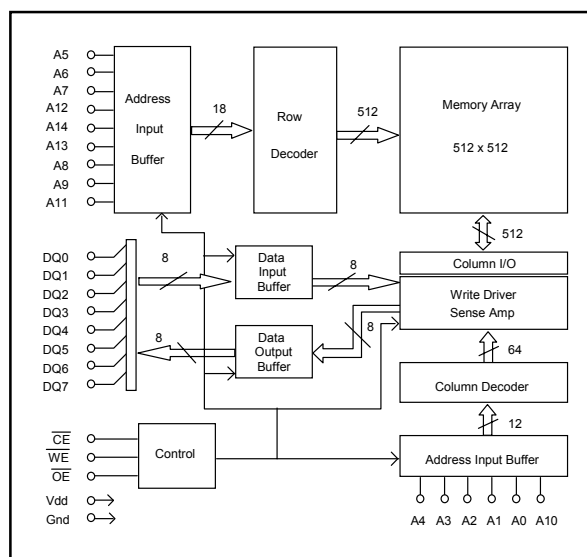 A5
A6
A7
A12
A14
A13
A8
A9
A11
Address
Input
Buffer
18
Row
Decoder
512
Memory Array
512 x 512
512
DQ0
DQ1
DQ2
DQ3
DQ4
DQ5
DQ6
DQ7
8
Data
Input
Buffer
8
Column I/O
Write Driver
Sense Amp
8
Data
Output
Buffer
8
64
Column Decoder
12
CE
WE
OE
Control
Address Input Buffer
Vdd
Gnd
A4 A3 A2 A1 A0 A10